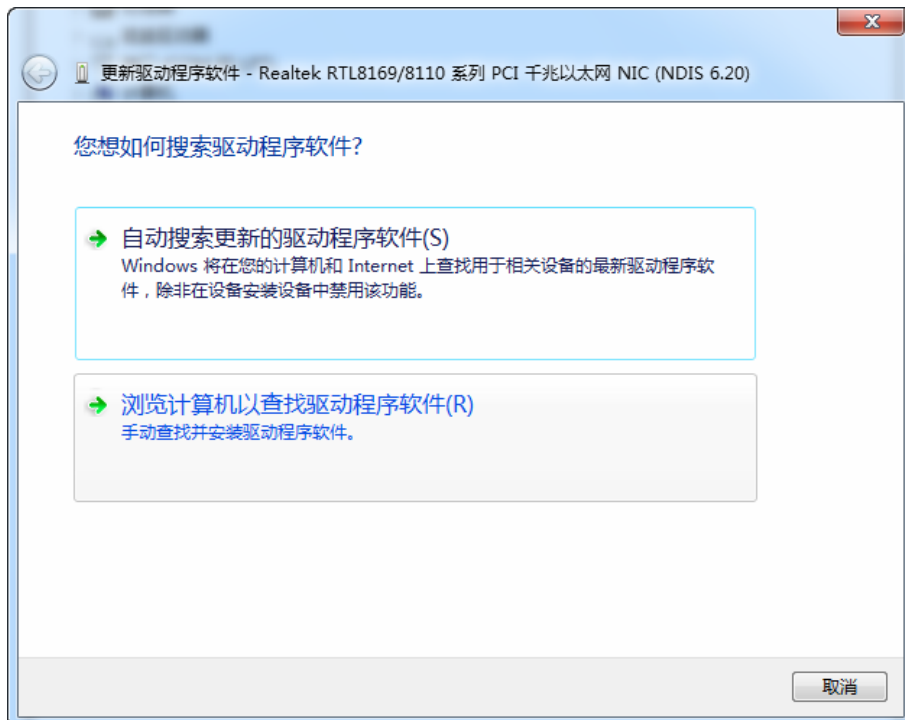 更新驱动程序软件 - Realtek RTL8169/8110 系列 PCI 千兆以太网 NIC (NDIS 6.20)
您想如何搜索驱动程序软件?
自动搜索更新的驱动程序软件(S)
Windows 将在您的计算机和 Internet 上查找用于相关设备的最新驱动程序软
件，除非在设备安装设备中禁用该功能。
浏览计算机以查找驱动程序软件(R)
手动查找并安装驱动程序软件。
取消